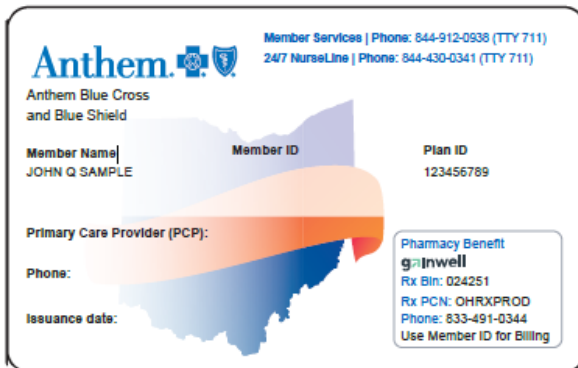 Member Services | Phone: 844-912-0938 (TTY 711)
24/7 NurseLine | Phone: 844-430-0341 (TTY 711)
Anthem.
Anthem Blue Cross
and Blue Shield
Member Name
JOHN Q SAMPLE
Member ID
Plan ID
123456789
Primary Care Provider (PCP):
Phone:
Issuance date:
Pharmacy Benefit
gainwell
Rx Bin: 024251
Rx PCN: OHRXPROD
Phone: 833-491-0344
Use Member ID for Billing